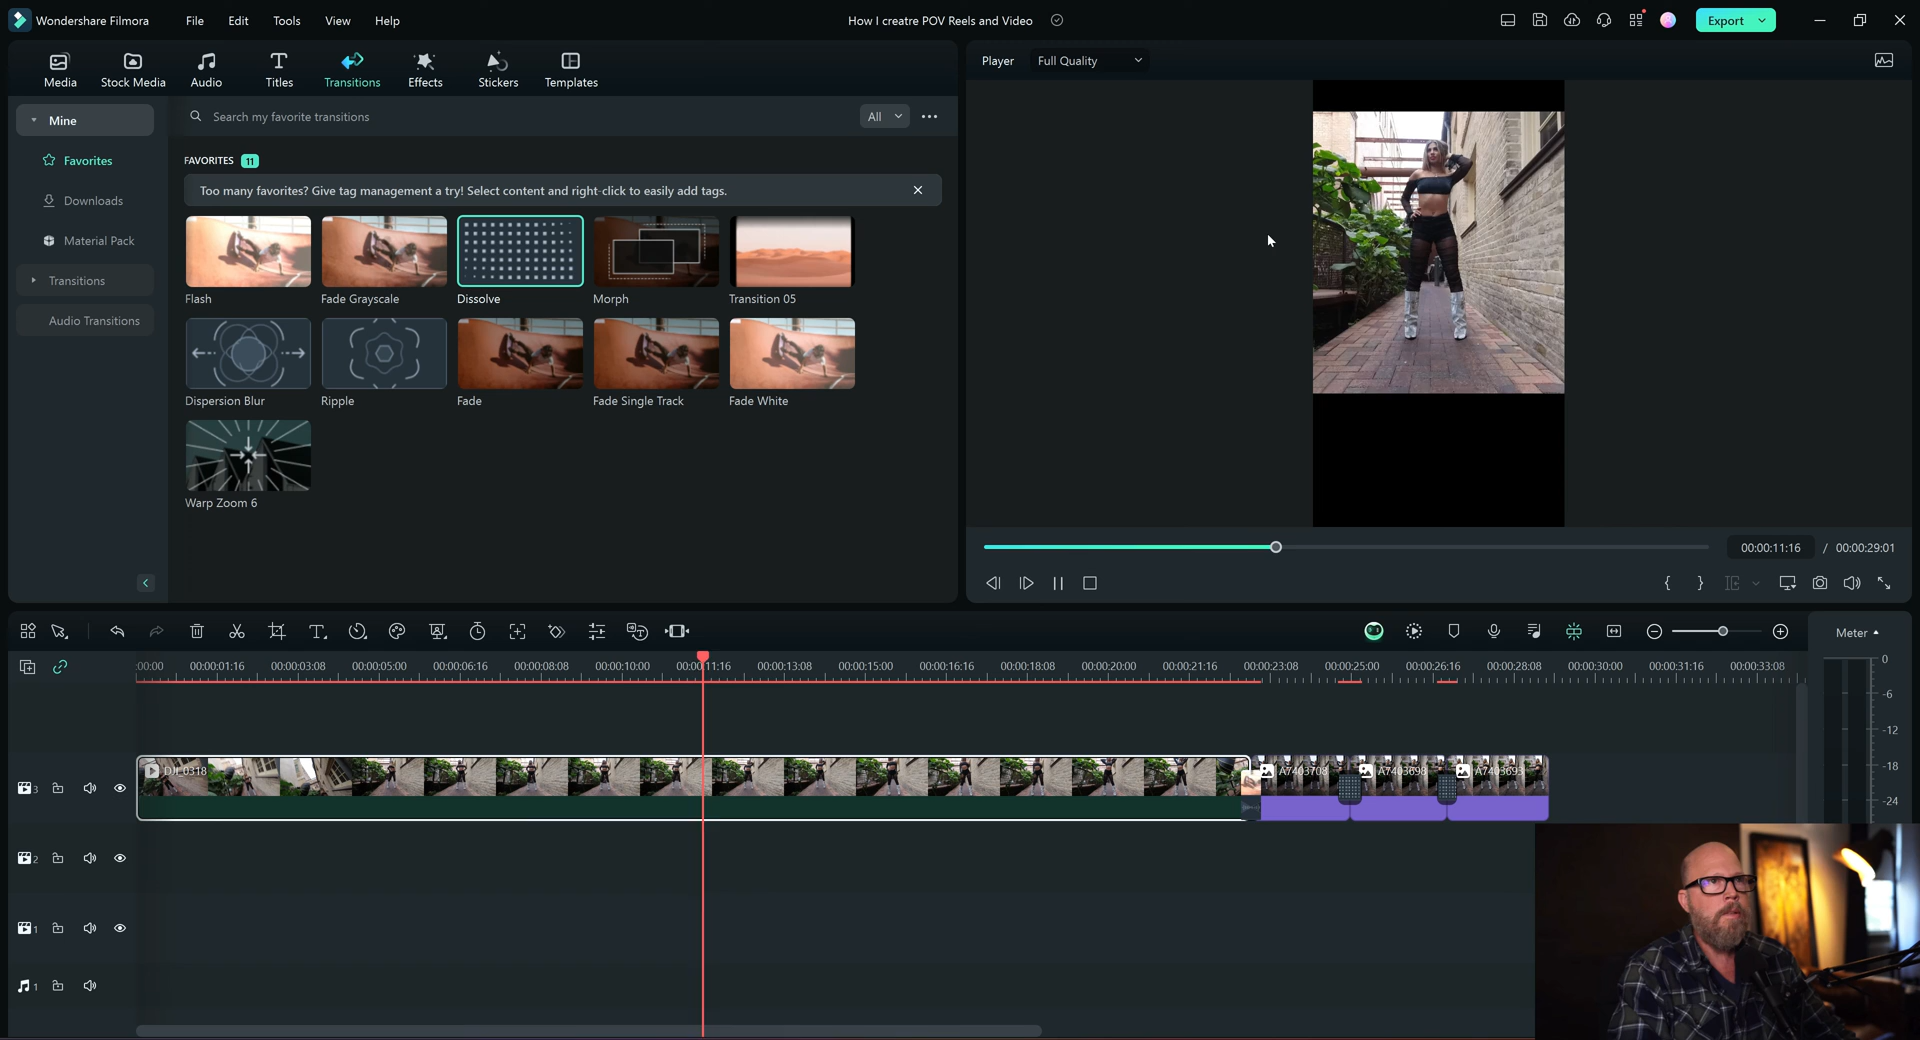 Wondershare Filmora
File Edit Tools View Help
How I creatre POV Reels and Video
Export
Media Stock Media Audio Titles Transitions Effects Stickers Templates
Player Full Quality
Mine
Search my favorite transitions
All
Favorites
FAVORITES 11
Downloads
Too many favorites? Give tag management a try! Select content and right-click to easily add tags.
Material Pack
Transitions
Audio Transitions
Flash Fade Grayscale Dissolve Morph Transition 05
Dispersion Blur Ripple Fade Fade Single Track Fade White
Warp Zoom 6
00:00:11:16 / 00:00:29:01
Meter
:00:00 00:00:01:16 00:00:03:08 00:00:05:00 00:00:06:16 00:00:08:08 00:00:10:00 00:00:11:16 00:00:13:08 00:00:15:00 00:00:16:16 00:00:18:08 00:00:20:00 00:00:21:16 00:00:23:08 00:00:25:00 00:00:26:16 00:00:28:08 00:00:30:00 00:00:31:16 00:00:33:08
0
-6
-12
-18
-24
DJI_0318 A7403708 A7403698 A7403693
3
2
1
1